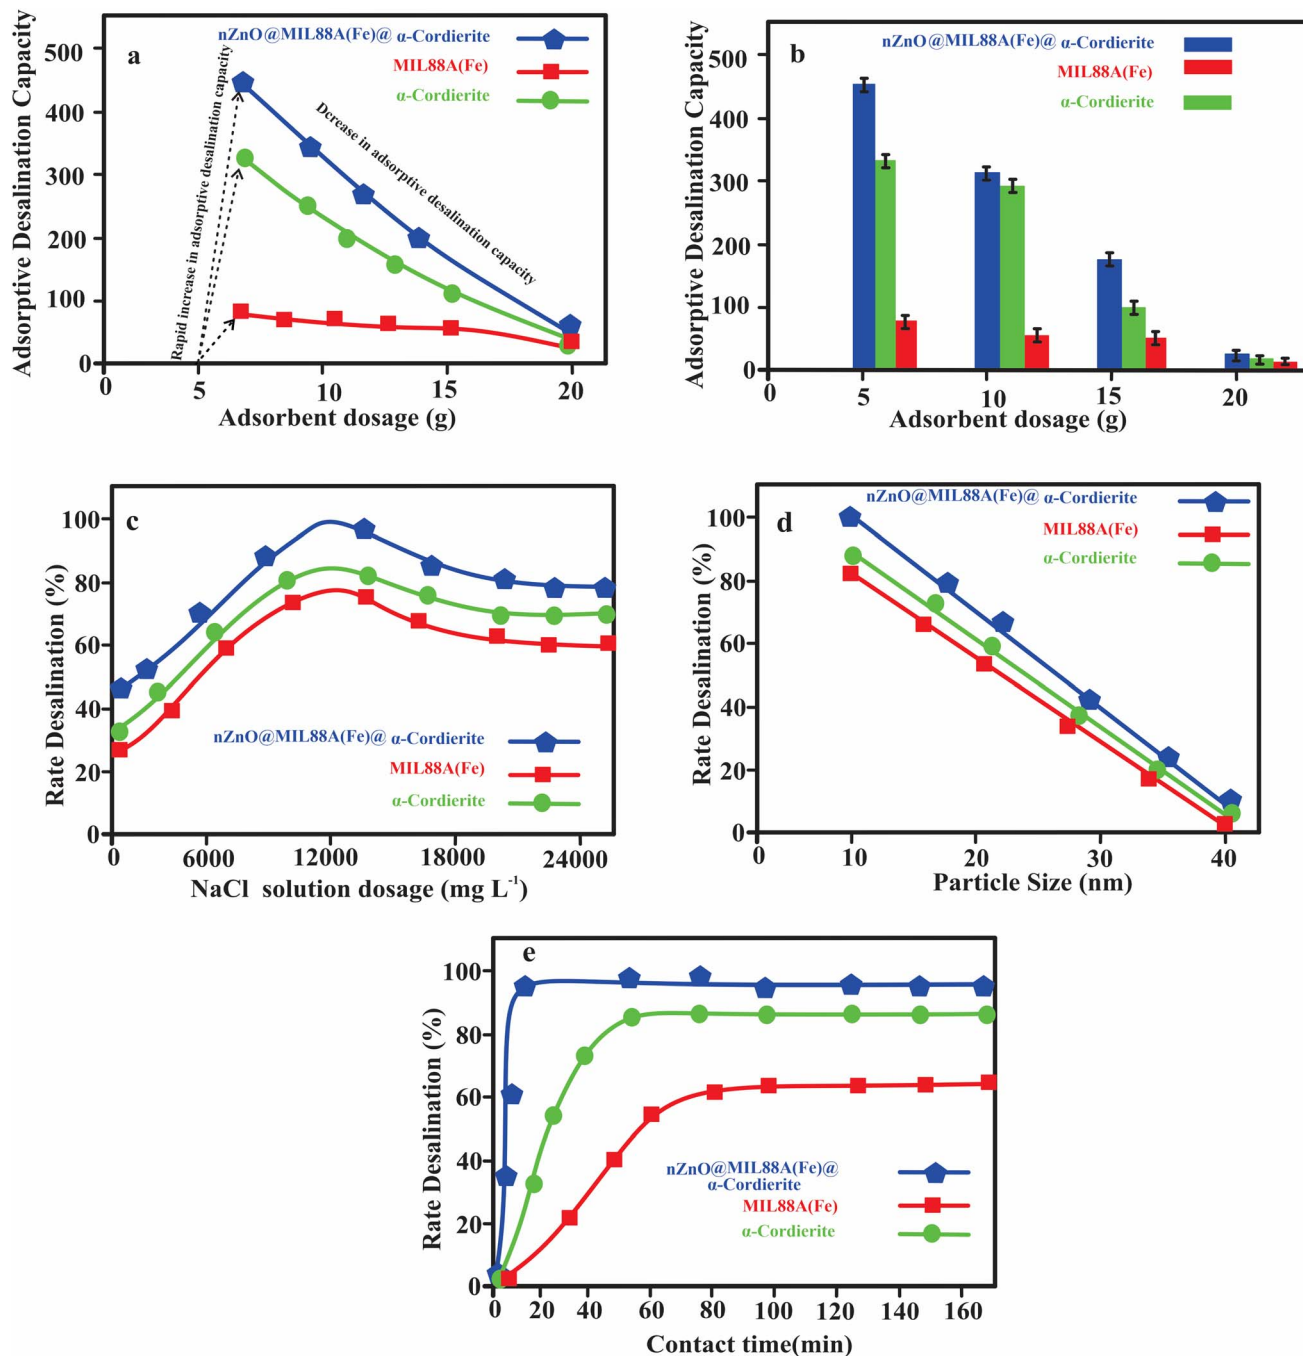 a
nZnO@MIL88A(Fe)@ α-Cordierite
MIL88A(Fe)
α-Cordierite
Rapid increase in adsorptive desalination capacity
Dcrease in adsorptive desalination capacity
Adsorptive Desalination Capacity
500
400
300
200
100
0
0 5 10 15 20
Adsorbent dosage (g)
b
nZnO@MIL88A(Fe)@ α-Cordierite
MIL88A(Fe)
α-Cordierite
Adsorptive Desalination Capacity
500
400
300
200
100
0
0 5 10 15 20
Adsorbent dosage (g)
c
Rate Desalination (%)
100
80
60
40
20
0
nZnO@MIL88A(Fe)@ α-Cordierite
MIL88A(Fe)
α-Cordierite
0 6000 12000 18000 24000
NaCl solution dosage (mg L⁻¹)
d
nZnO@MIL88A(Fe)@ α-Cordierite
MIL88A(Fe)
α-Cordierite
Rate Desalination (%)
100
80
60
40
20
0
0 10 20 30 40
Particle Size (nm)
e
Rate Desalination (%)
100
80
60
40
20
0
nZnO@MIL88A(Fe)@
α-Cordierite
MIL88A(Fe)
α-Cordierite
0 20 40 60 80 100 120 140 160
Contact time(min)